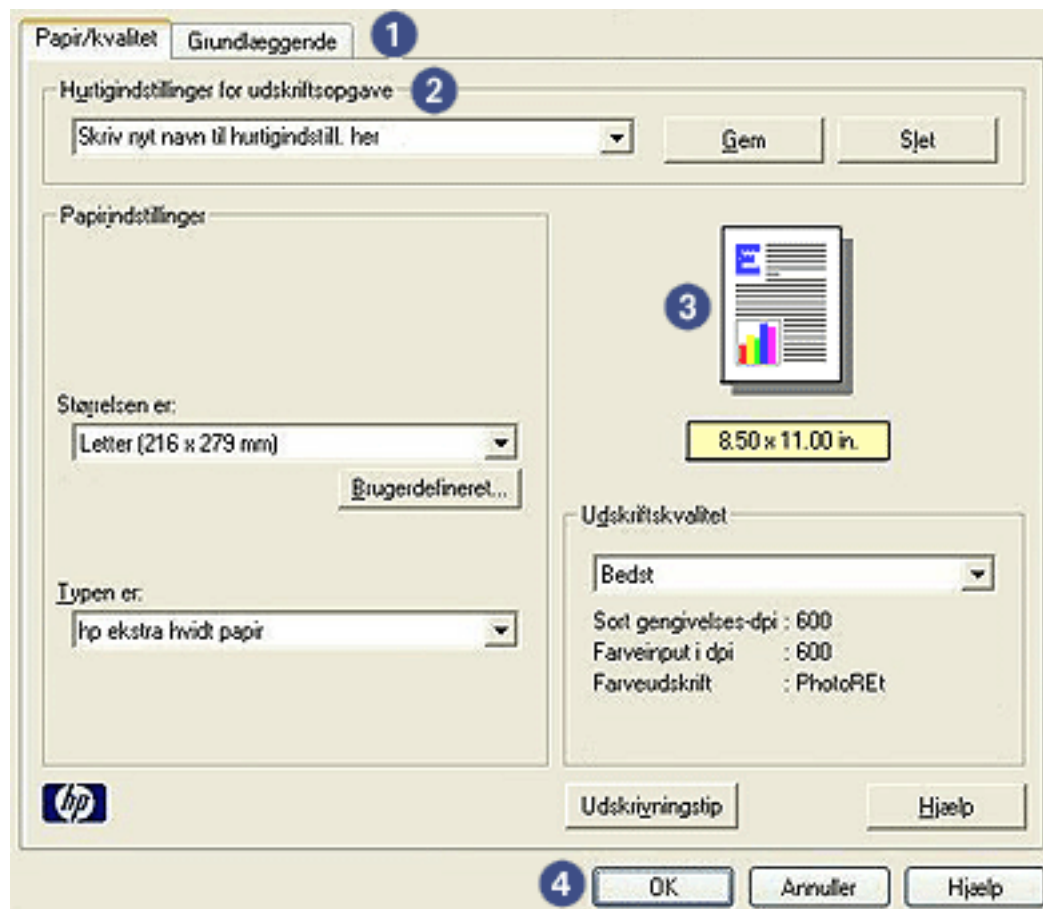 Papir/kvalitet Grundlæggende 1
Hurtigindstillinger for udskriftsopgave 2
Skriv nyt navn til hurtigindstill. her Gem Slet
Papirindstillinger
3
Størrelsen er:
Letter (216 x 279 mm)
8.50 x 11.00 in.
Brugerdefineret...
Udskriftskvalitet
Bedst
Typen er:
hp ekstra hvidt papir
Sort gengivelses-dpi : 600
Farveinput i dpi : 600
Farveudskrift : PhotoREt
hp
Udskrivningstip Hjælp
4 OK Annuller Hjælp